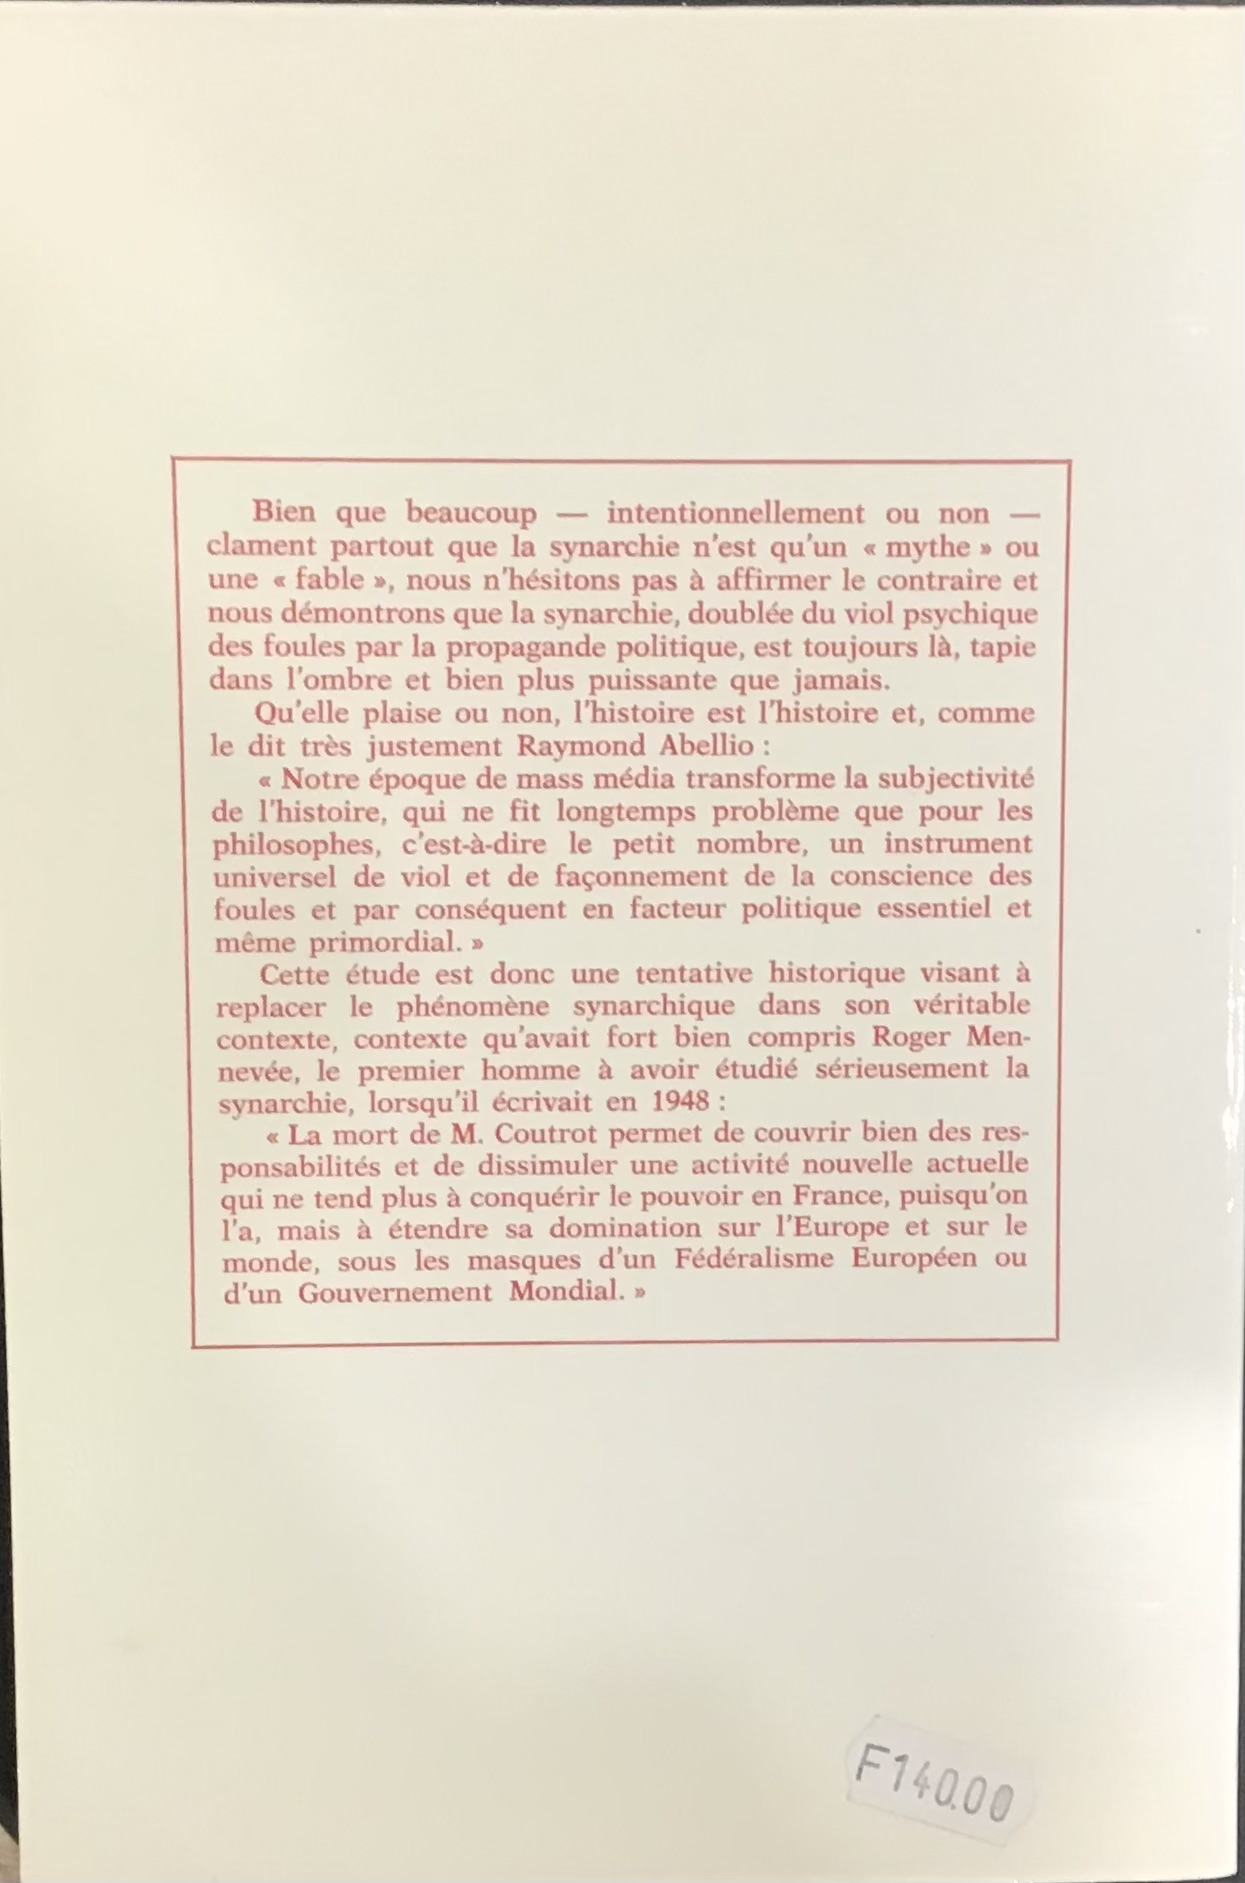 Bien que beaucoup — intentionnellement ou non —
clament partout que la synarchie n'est qu'un « mythe » ou
une « fable », nous n'hésitons pas à affirmer le contraire et
nous démontrons que la synarchie, doublée du viol psychique
des foules par la propagande politique, est toujours là, tapie
dans l'ombre et bien plus puissante que jamais.
Qu'elle plaise ou non, l'histoire est l'histoire et, comme
le dit très justement Raymond Abellio :
« Notre époque de mass média transforme la subjectivité
de l'histoire, qui ne fit longtemps problème que pour les
philosophes, c'est-à-dire le petit nombre, un instrument
universel de viol et de façonnement de la conscience des
foules et par conséquent en facteur politique essentiel et
même primordial. »
Cette étude est donc une tentative historique visant à
replacer le phénomène synarchique dans son véritable
contexte, contexte qu'avait fort bien compris Roger Men-
nevée, le premier homme à avoir étudié sérieusement la
synarchie, lorsqu'il écrivait en 1948 :
« La mort de M. Coutrot permet de couvrir bien des res-
ponsabilités et de dissimuler une activité nouvelle actuelle
qui ne tend plus à conquérir le pouvoir en France, puisqu'on
l'a, mais à étendre sa domination sur l'Europe et sur le
monde, sous les masques d'un Fédéralisme Européen ou
d'un Gouvernement Mondial. »
F140.00